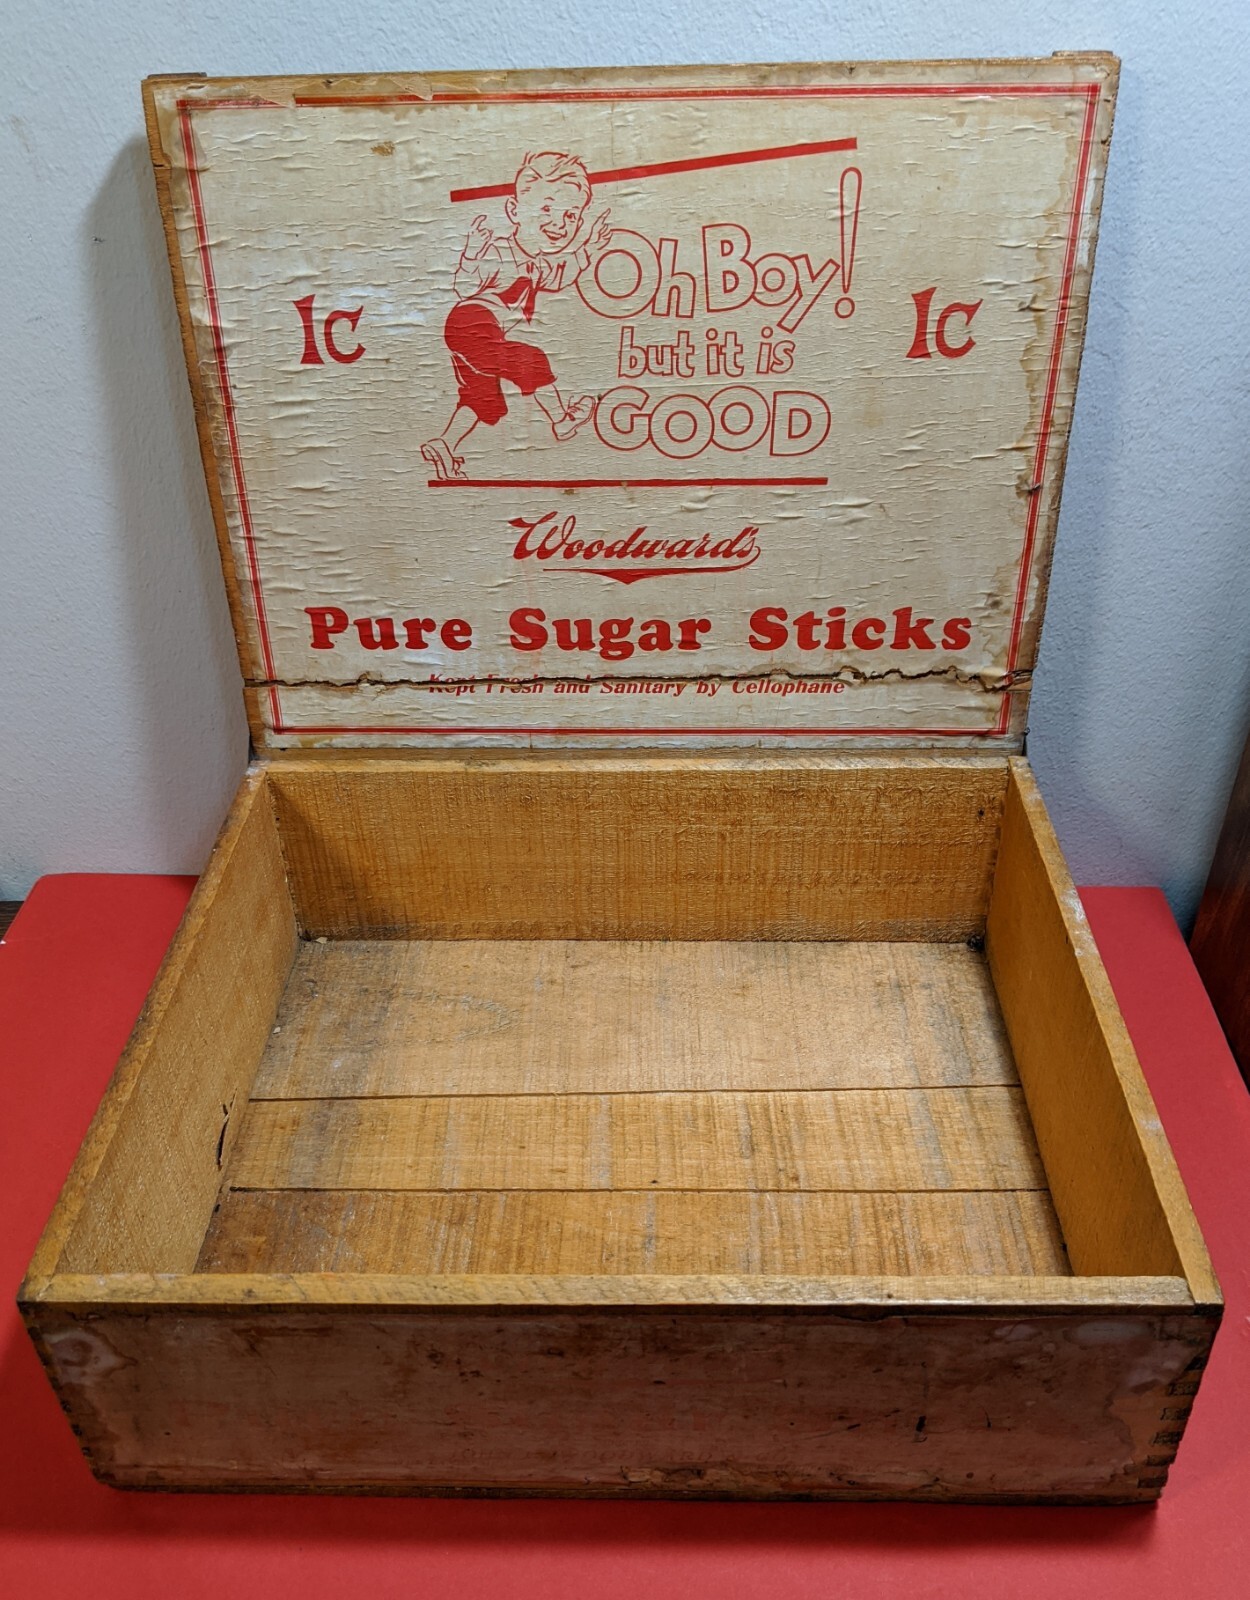 1c
Oh Boy!
but it is
GOOD
1c
Woodward's
Pure Sugar Sticks
Kept Fresh and Sanitary by Cellophane